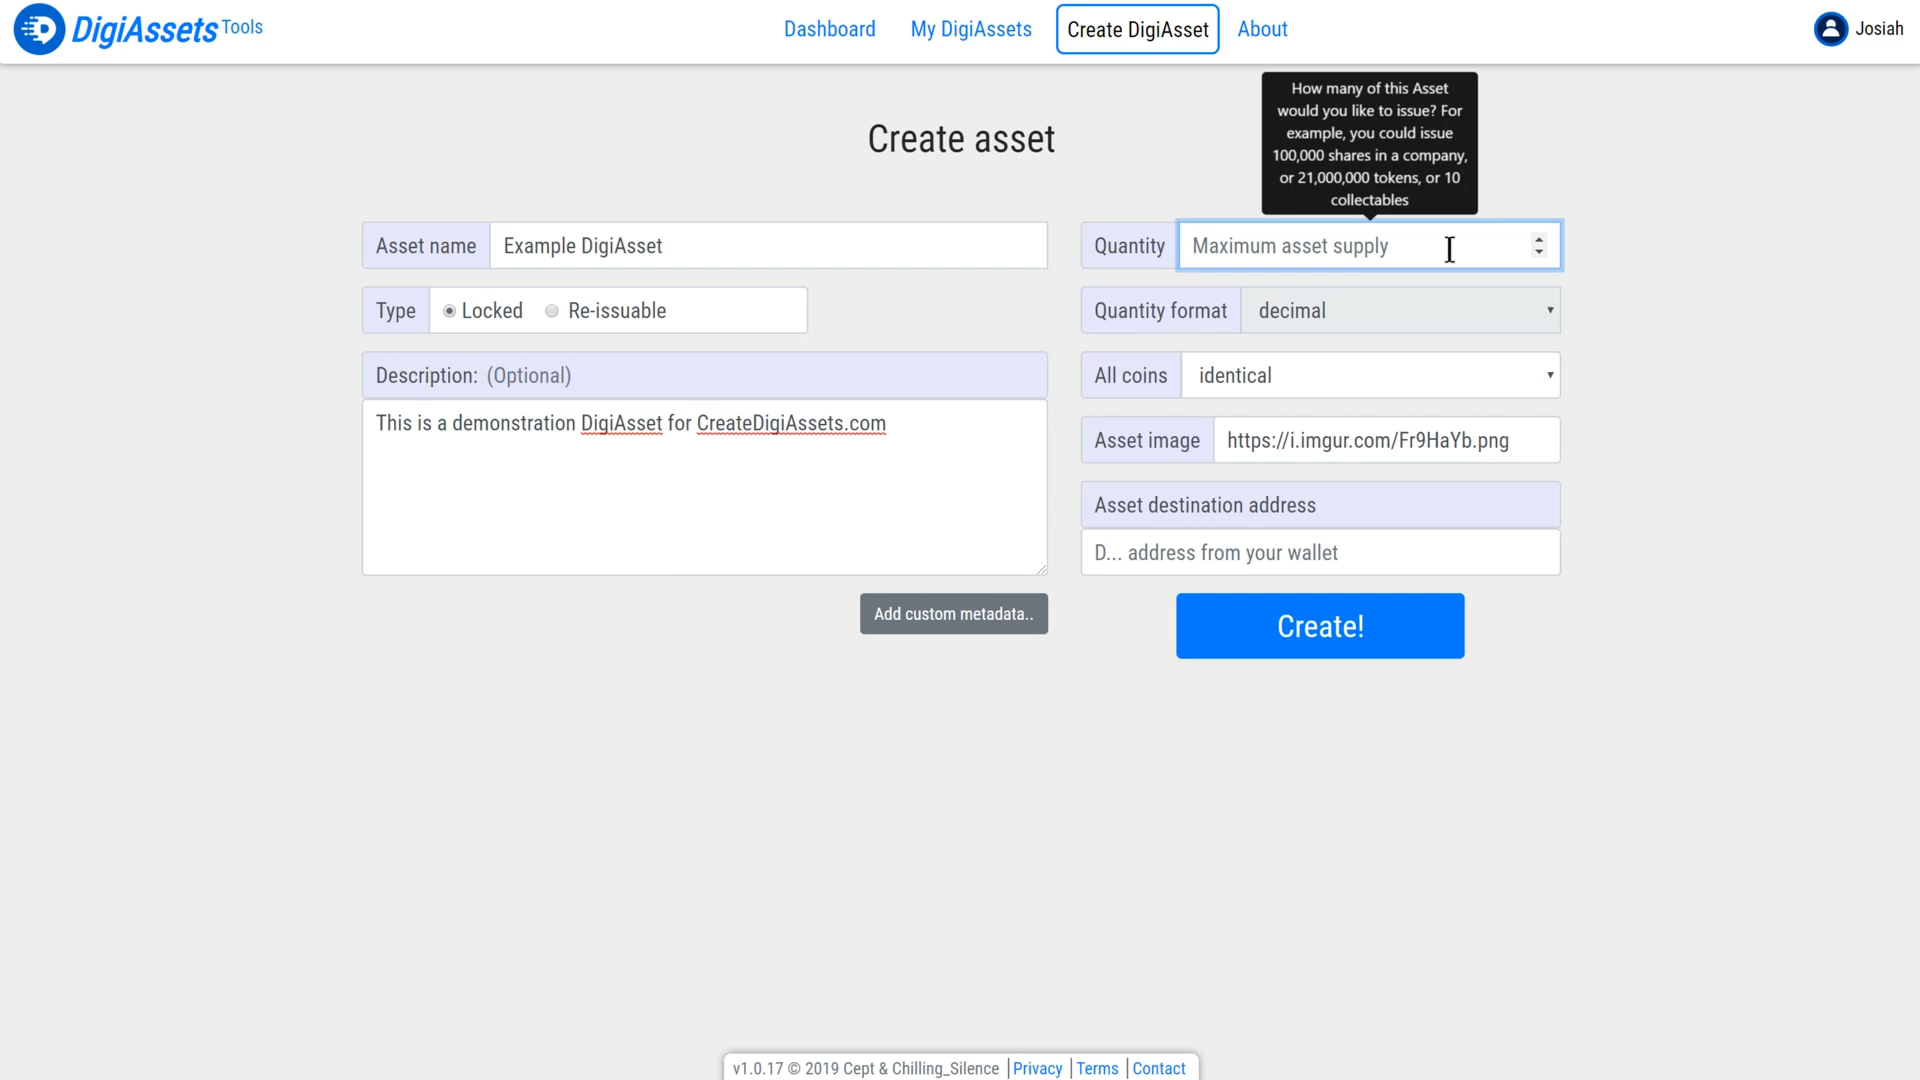 DigiAssets Tools
Dashboard
My DigiAssets
Create DigiAsset
About
Josiah
How many of this Asset
would you like to issue? For
example, you could issue
100,000 shares in a company,
or 21,000,000 tokens, or 10
collectables
Create asset
Asset name
Example DigiAsset
Quantity
Maximum asset supply
Type
Locked
Re-issuable
Quantity format
decimal
Description: (Optional)
All coins
identical
This is a demonstration DigiAsset for CreateDigiAssets.com
Asset image
https://i.imgur.com/Fr9HaYb.png
Asset destination address
D... address from your wallet
Add custom metadata..
Create!
v1.0.17 © 2019 Cept & Chilling_Silence | Privacy | Terms | Contact